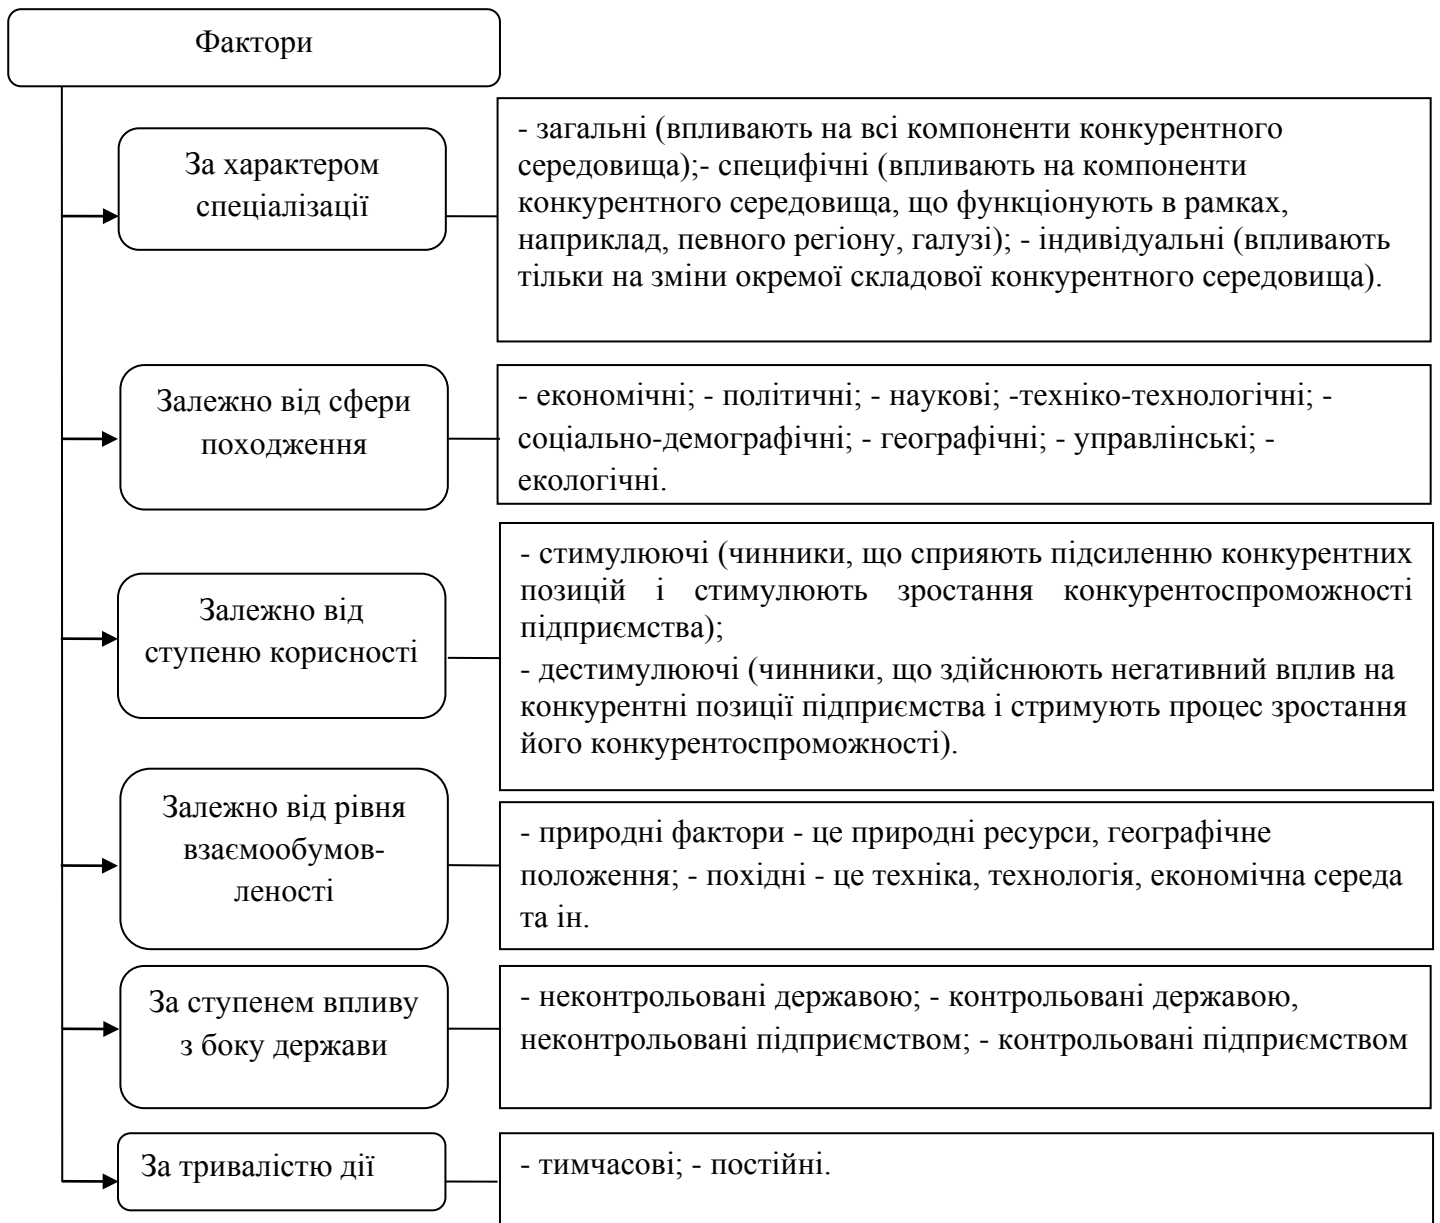 Фактори
За характером
спеціалізації
- загальні (впливають на всі компоненти конкурентного
середовища);- специфічні (впливають на компоненти
конкурентного середовища, що функціонують в рамках,
наприклад, певного регіону, галузі); - індивідуальні (впливають
тільки на зміни окремої складової конкурентного середовища).
Залежно від сфери
походження
- економічні; - політичні; - наукові; -техніко-технологічні; -
соціально-демографічні; - географічні; - управлінські; -
екологічні.
Залежно від
ступеню корисності
- стимулюючі (чинники, що сприяють підсиленню конкурентних
позицій і стимулюють зростання конкурентоспроможності
підприємства);
- дестимулюючі (чинники, що здійснюють негативний вплив на
конкурентні позиції підприємства і стримують процес зростання
його конкурентоспроможності).
Залежно від рівня
взаємообумов-
леності
- природні фактори - це природні ресурси, географічне
положення; - похідні - це техніка, технологія, економічна середа
та ін.
За ступенем впливу
з боку держави
- неконтрольовані державою; - контрольовані державою,
неконтрольовані підприємством; - контрольовані підприємством
За тривалістю дії
- тимчасові; - постійні.